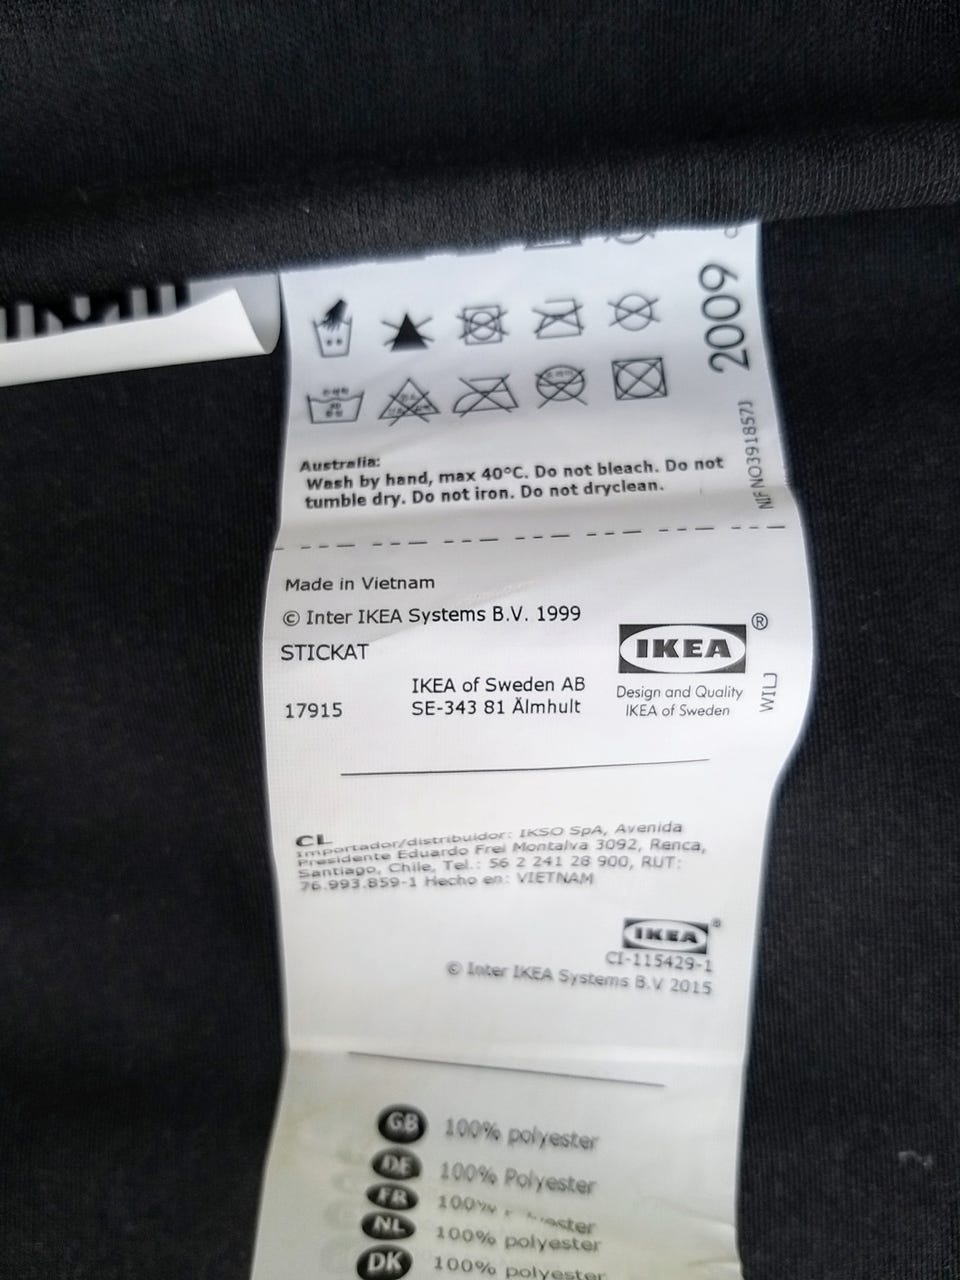 2009
Australia:
Wash by hand, max 40°C. Do not bleach. Do not
tumble dry. Do not iron. Do not dryclean.
NIF NO391857J
Made in Vietnam
© Inter IKEA Systems B.V. 1999
STICKAT
IKEA ®
Design and Quality
IKEA of Sweden
IKEA of Sweden AB
17915 SE-343 81 Älmhult
CL
Importador/distribuidor: IKSO SpA, Avenida
Presidente Eduardo Frei Montalva 3092, Renca,
Santiago, Chile, Tel.: 56 2 241 28 900, RUT:
76.993.859-1 Hecho en: VIETNAM
IKEA ®
CI-115429-1
© Inter IKEA Systems B.V 2015
GB 100% polyester
DE 100% Polyester
FR 100%
NL 100% polyester
DK 100% polyester